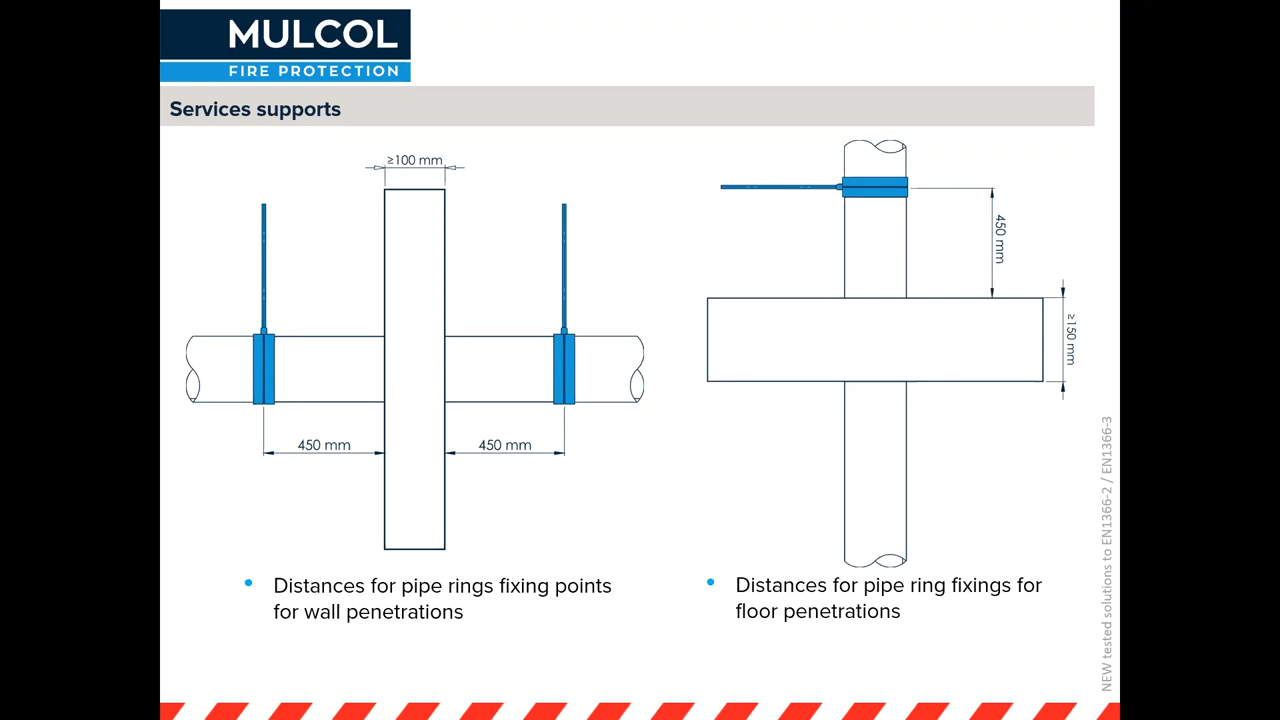 MULCOL
FIRE PROTECTION
Services supports
≥100 mm
450 mm
450 mm
450 mm
≥150 mm
• Distances for pipe rings fixing points
for wall penetrations
• Distances for pipe ring fixings for
floor penetrations
NEW tested solutions to EN1366-2 / EN1366-3